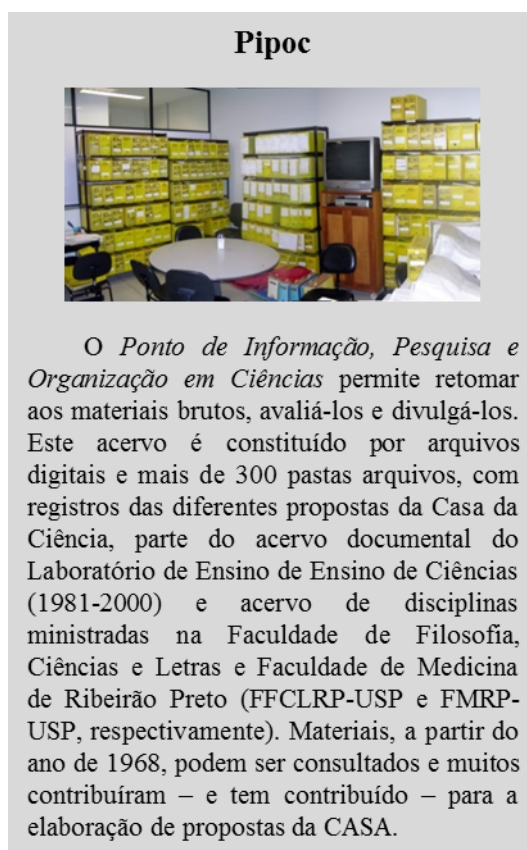 Pipoc
O Ponto de Informação, Pesquisa e
Organização em Ciências permite retomar
aos materiais brutos, avaliá-los e divulgá-los.
Este acervo é constituído por arquivos
digitais e mais de 300 pastas arquivos, com
registros das diferentes propostas da Casa da
Ciência, parte do acervo documental do
Laboratório de Ensino de Ensino de Ciências
(1981-2000) e acervo de disciplinas
ministradas na Faculdade de Filosofia,
Ciências e Letras e Faculdade de Medicina
de Ribeirão Preto (FFCLRP-USP e FMRP-
USP, respectivamente). Materiais, a partir do
ano de 1968, podem ser consultados e muitos
contribuíram – e tem contribuído – para a
elaboração de propostas da CASA.